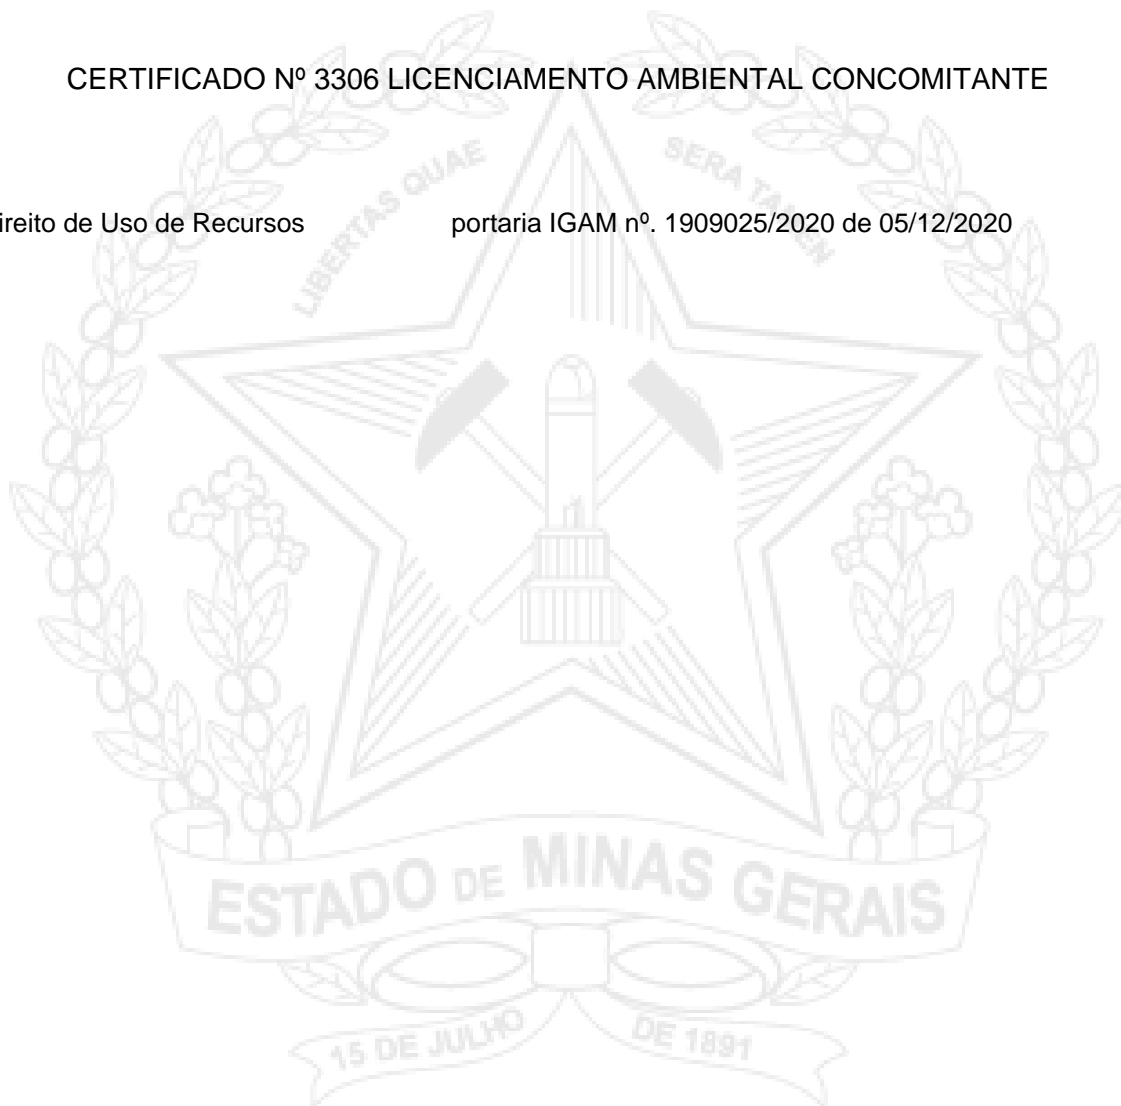 CERTIFICADO Nº 3306 LICENCIAMENTO AMBIENTAL CONCOMITANTE
LIBERTAS QUAE SERA TAMEN
ireito de Uso de Recursos portaria IGAM nº. 1909025/2020 de 05/12/2020
ESTADO DE MINAS GERAIS
15 DE JULHO DE 1891